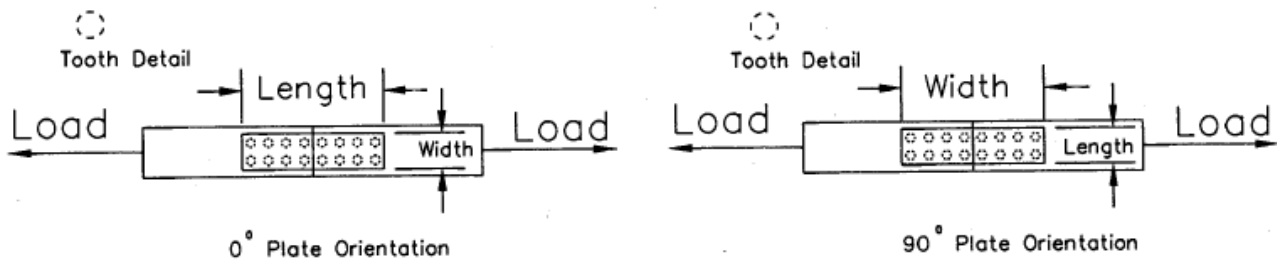 Tooth Detail
Length
Load
Load
Width
0° Plate Orientation
Tooth Detail
Width
Load
Load
Length
90° Plate Orientation